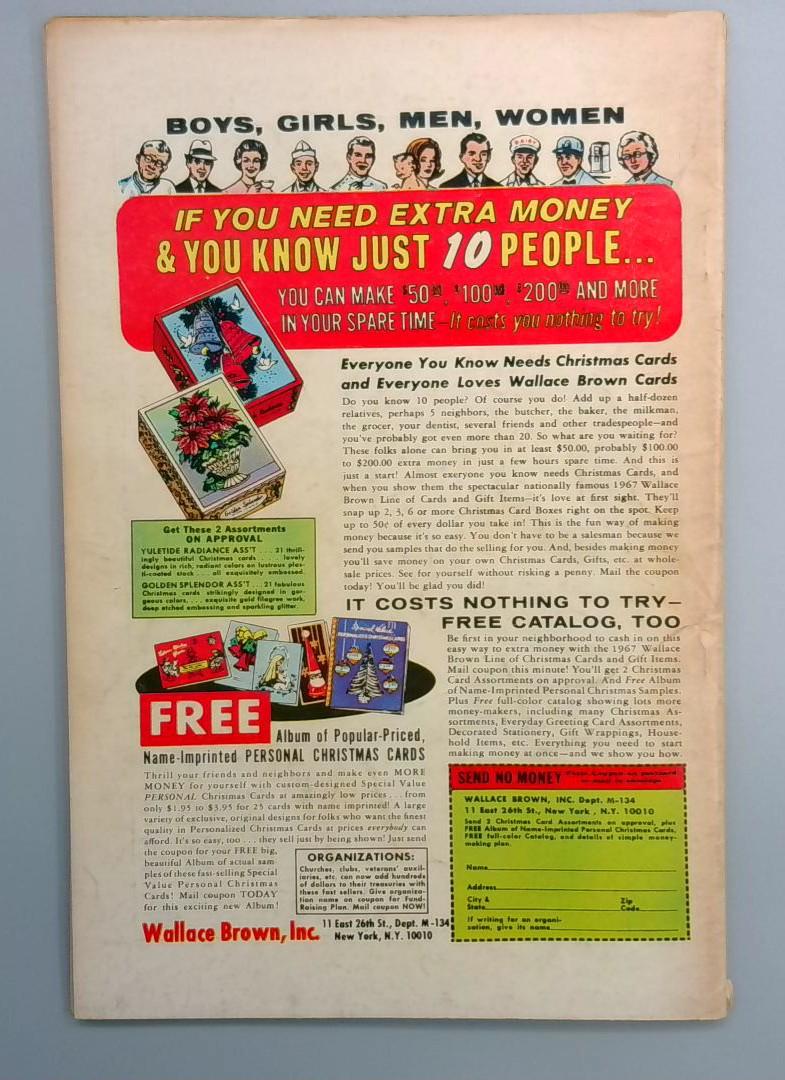 BOYS, GIRLS, MEN, WOMEN
DAIRY
IF YOU NEED EXTRA MONEY
& YOU KNOW JUST 10 PEOPLE...
YOU CAN MAKE $50⁰⁰, $100⁰⁰, $200⁰⁰ AND MORE
IN YOUR SPARE TIME—It costs you nothing to try!
Everyone You Know Needs Christmas Cards
and Everyone Loves Wallace Brown Cards
Do you know 10 people? Of course you do! Add up a half-dozen
relatives, perhaps 5 neighbors, the butcher, the baker, the milkman,
the grocer, your dentist, several friends and other tradespeople—and
you've probably got even more than 20. So what are you waiting for?
These folks alone can bring you in at least $50.00, probably $100.00
to $200.00 extra money in just a few hours spare time. And this is
just a start! Almost everyone you know needs Christmas Cards, and
when you show them the spectacular nationally famous 1967 Wallace
Brown Line of Cards and Gift Items—it's love at first sight. They'll
snap up 2, 3, 6 or more Christmas Card Boxes right on the spot. Keep
up to 50¢ of every dollar you take in! This is the fun way of making
money because it's so easy. You don't have to be a salesman because we
send you samples that do the selling for you. And, besides making money
you'll save money on your own Christmas Cards, Gifts, etc. at whole-
sale prices. See for yourself without risking a penny. Mail the coupon
today! You'll be glad you did!
Golden Splendor
Get These 2 Assortments
ON APPROVAL
YULETIDE RADIANCE ASS'T . . . 21 thrill-
ingly beautiful Christmas cards . . . lovely
designs in rich, radiant colors on lustrous plas-
ti-coated stock . . . all exquisitely embossed.
GOLDEN SPLENDOR ASS'T . . . 21 fabulous
Christmas cards strikingly designed in gor-
geous colors, . . . exquisite gold filagree work,
deep etched embossing and sparkling glitter.
IT COSTS NOTHING TO TRY—
FREE CATALOG, TOO
Be first in your neighborhood to cash in on this
easy way to extra money with the 1967 Wallace
Brown Line of Christmas Cards and Gift Items.
Mail coupon this minute! You'll get 2 Christmas
Card Assortments on approval. And Free Album
of Name-Imprinted Personal Christmas Samples.
Plus Free full-color catalog showing lots more
money-makers, including many Christmas As-
sortments, Everyday Greeting Card Assortments,
Decorated Stationery, Gift Wrappings, House-
hold Items, etc. Everything you need to start
making money at once—and we show you how.
Special Value
PERSONALIZED CHRISTMAS CARDS
FREE
Album of Popular-Priced,
Name-Imprinted PERSONAL CHRISTMAS CARDS
Thrill your friends and neighbors and make even MORE
MONEY for yourself with custom-designed Special Value
PERSONAL Christmas Cards at amazingly low prices . . . from
only $1.95 to $3.95 for 25 cards with name imprinted! A large
variety of exclusive, original designs for folks who want the finest
quality in Personalized Christmas Cards at prices everybody can
afford. It's so easy, too . . . they sell just by being shown! Just send
the coupon for your FREE big,
beautiful Album of actual sam-
ples of these fast-selling Special
Value Personal Christmas
Cards! Mail coupon TODAY
for this exciting new Album!
ORGANIZATIONS:
Churches, clubs, veterans' auxil-
iaries, etc. can now add hundreds
of dollars to their treasuries with
these fast sellers. Give organiza-
tion name on coupon for Fund-
Raising Plan. Mail coupon NOW!
Wallace Brown, Inc.
11 East 26th St., Dept. M-134
New York, N.Y. 10010
SEND NO MONEY
WALLACE BROWN, INC. Dept. M-134
11 East 26th St., New York, N.Y. 10010
Send 2 Christmas Card Assortments on approval, plus
FREE Album of Name-Imprinted Personal Christmas Cards,
FREE full-color Catalog, and details of simple money-
making plan.
Name
Address
City &
State
Zip
Code
If writing for an organi-
zation, give its name